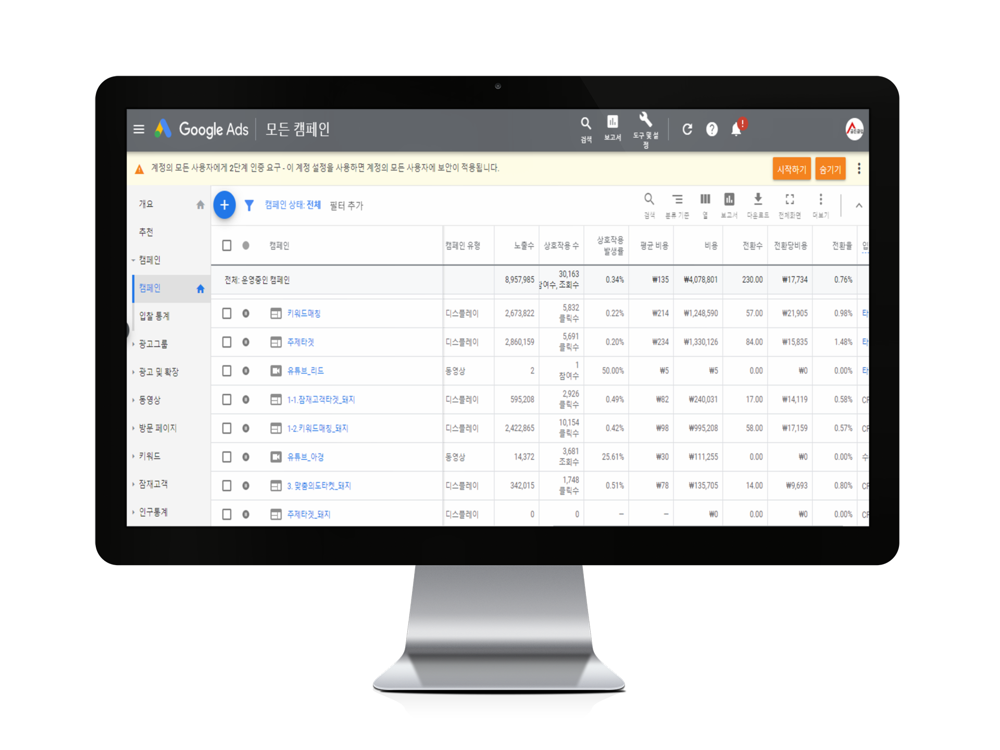 Google Ads 모든 캠페인
검색 보고서 도구 및 설정
골든클럽
계정의 모든 사용자에게 2단계 인증 요구 - 이 계정 설정을 사용하면 계정의 모든 사용자에 보안이 적용됩니다.
시작하기 숨기기
개요
추천
캠페인
캠페인
입찰 통계
광고그룹
광고 및 확장
동영상
방문 페이지
키워드
잠재고객
인구통계
캠페인 상태: 전체 필터 추가
검색 분류 기준 열 보고서 다운로드 전체화면 더보기
캠페인 캠페인 유형 노출수 상호작용 수 상호작용 발생률 평균 비용 비용 전환수 전환당비용 전환율 입
전체: 운영중인 캠페인 8,957,985 30,163 참여수, 조회수 0.34% ₩135 ₩4,078,801 230.00 ₩17,734 0.76%
키워드매칭 디스플레이 2,673,822 5,832 클릭수 0.22% ₩214 ₩1,248,590 57.00 ₩21,905 0.98% 타
주제타겟 디스플레이 2,860,159 5,691 클릭수 0.20% ₩234 ₩1,330,126 84.00 ₩15,835 1.48% 타
유튜브_리드 동영상 2 1 참여수 50.00% ₩5 ₩5 0.00 ₩0 0.00% 타
1-1.잠재고객타겟_돼지 디스플레이 595,208 2,926 클릭수 0.49% ₩82 ₩240,031 17.00 ₩14,119 0.58% CP
1-2.키워드매칭_돼지 디스플레이 2,422,865 10,154 클릭수 0.42% ₩98 ₩995,208 58.00 ₩17,159 0.57% CP
유튜브_아경 동영상 14,372 3,681 조회수 25.61% ₩30 ₩111,255 0.00 ₩0 0.00% 수
3. 맞춤의도타켓_돼지 디스플레이 342,015 1,748 클릭수 0.51% ₩78 ₩135,705 14.00 ₩9,693 0.80% CP
주제타겟_돼지 디스플레이 0 0 – – ₩0 0.00 ₩0 0.00% CP